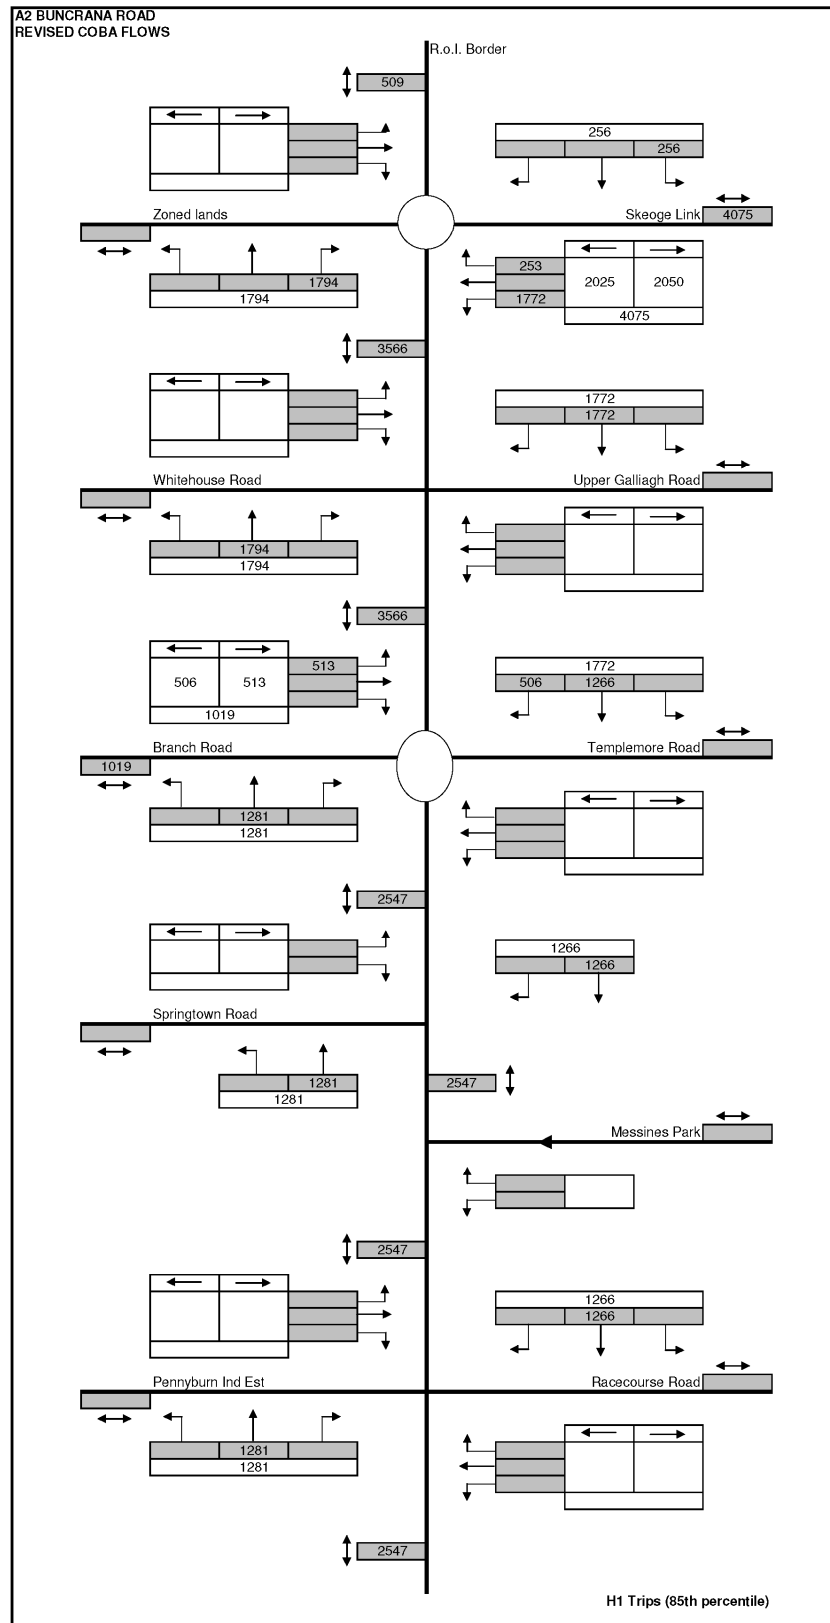 A2 BUNCRANA ROAD
REVISED COBA FLOWS
R.o.I. Border
509
256
256
Zoned lands
Skeoge Link
4075
253
2025
2050
1794
1772
1794
4075
3566
1772
1772
Whitehouse Road
Upper Galliagh Road
1794
1794
3566
513
1772
506
513
506
1266
1019
Branch Road
Templemore Road
1019
1281
1281
2547
1266
1266
Springtown Road
1281
2547
1281
Messines Park
2547
1266
1266
Pennyburn Ind Est
Racecourse Road
1281
1281
2547
H1 Trips (85th percentile)